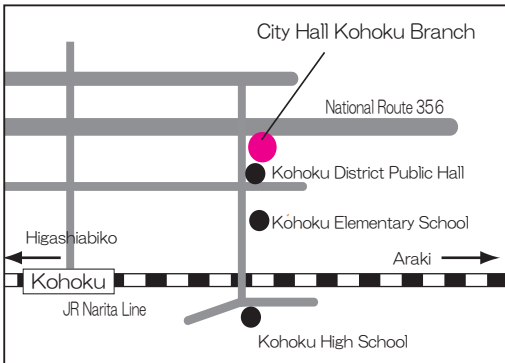 City Hall Kohoku Branch
National Route 356
Kohoku District Public Hall
Kohoku Elementary School
Higashiabiko
Araki
Kohoku
JR Narita Line
Kohoku High School